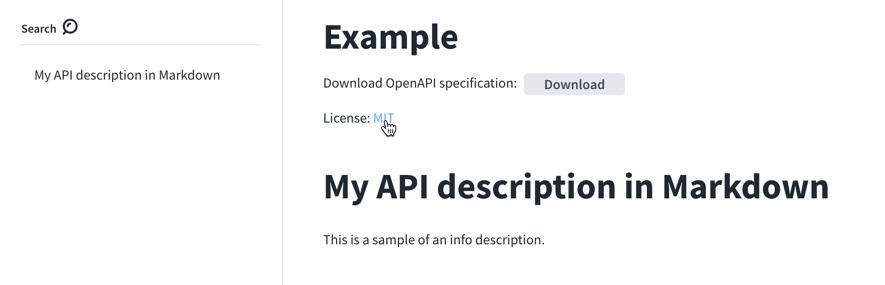 Search
My API description in Markdown
Example
Download OpenAPI specification: Download
License: MIT
My API description in Markdown
This is a sample of an info description.